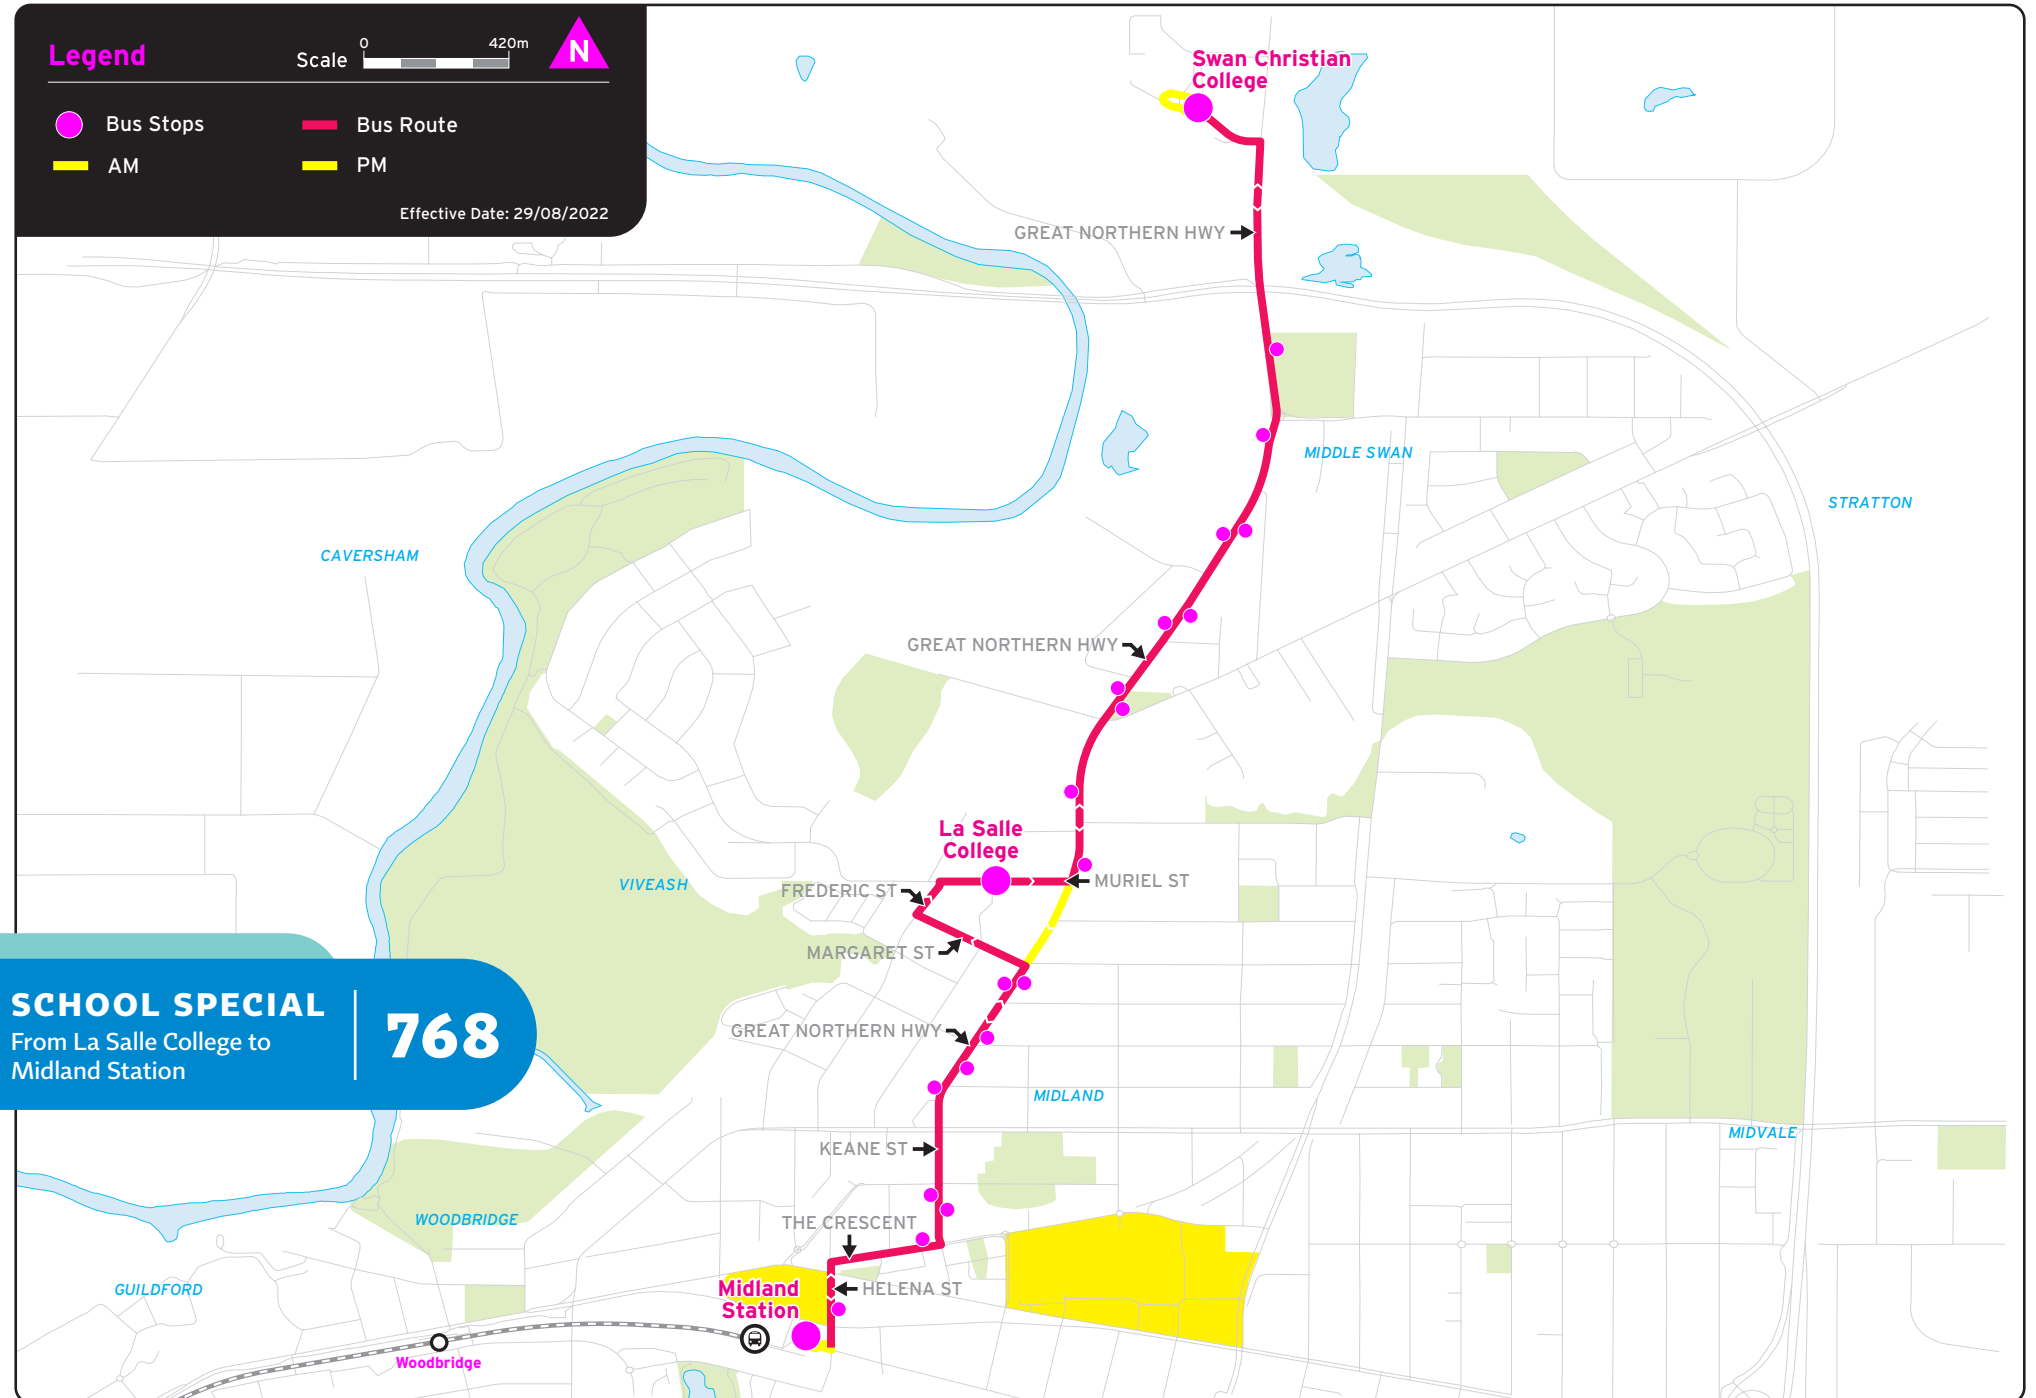 Legend
Scale
0
420m
N
Bus Stops
Bus Route
AM
PM
Effective Date: 29/08/2022
Swan Christian
College
GREAT NORTHERN HWY
MIDDLE SWAN
STRATTON
CAVERSHAM
GREAT NORTHERN HWY
La Salle
College
MURIEL ST
VIVEASH
FREDERIC ST
MARGARET ST
SCHOOL SPECIAL
From La Salle College to
Midland Station
768
GREAT NORTHERN HWY
MIDLAND
MIDVALE
KEANE ST
WOODBRIDGE
THE CRESCENT
GUILDFORD
Midland
Station
HELENA ST
Woodbridge